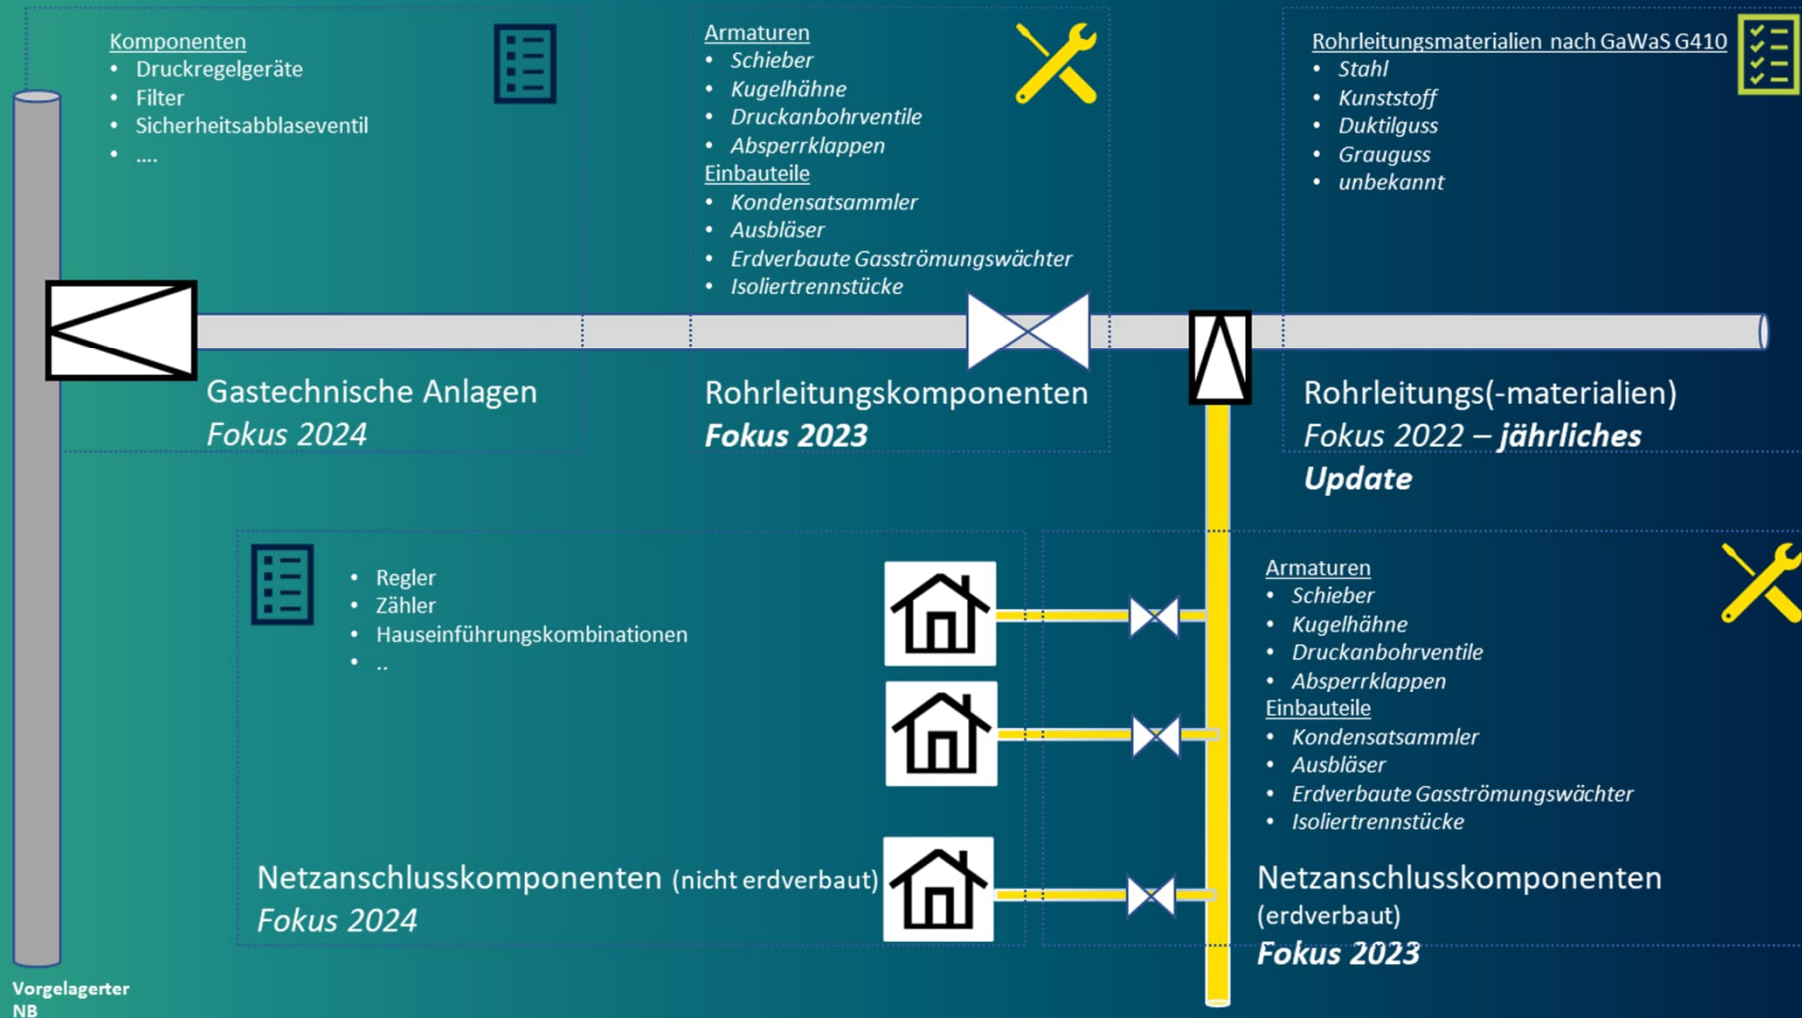 Komponenten
• Druckregelgeräte
• Filter
• Sicherheitsabblaseventil
• ....
Gastechnische Anlagen
Fokus 2024
Armaturen
• Schieber
• Kugelhähne
• Druckanbohrventile
• Absperrklappen
Einbauteile
• Kondensatsammler
• Ausbläser
• Erdverbaute Gasströmungswächter
• Isoliertrennstücke
Rohrleitungskomponenten
Fokus 2023
Rohrleitungsmaterialien nach GaWaS G410
• Stahl
• Kunststoff
• Duktilguss
• Grauguss
• unbekannt
Rohrleitungs(-materialien)
Fokus 2022 – jährliches
Update
• Regler
• Zähler
• Hauseinführungskombinationen
• ..
Netzanschlusskomponenten (nicht erdverbaut)
Fokus 2024
Armaturen
• Schieber
• Kugelhähne
• Druckanbohrventile
• Absperrklappen
Einbauteile
• Kondensatsammler
• Ausbläser
• Erdverbaute Gasströmungswächter
• Isoliertrennstücke
Netzanschlusskomponenten
(erdverbaut)
Fokus 2023
Vorgelagerter
NB